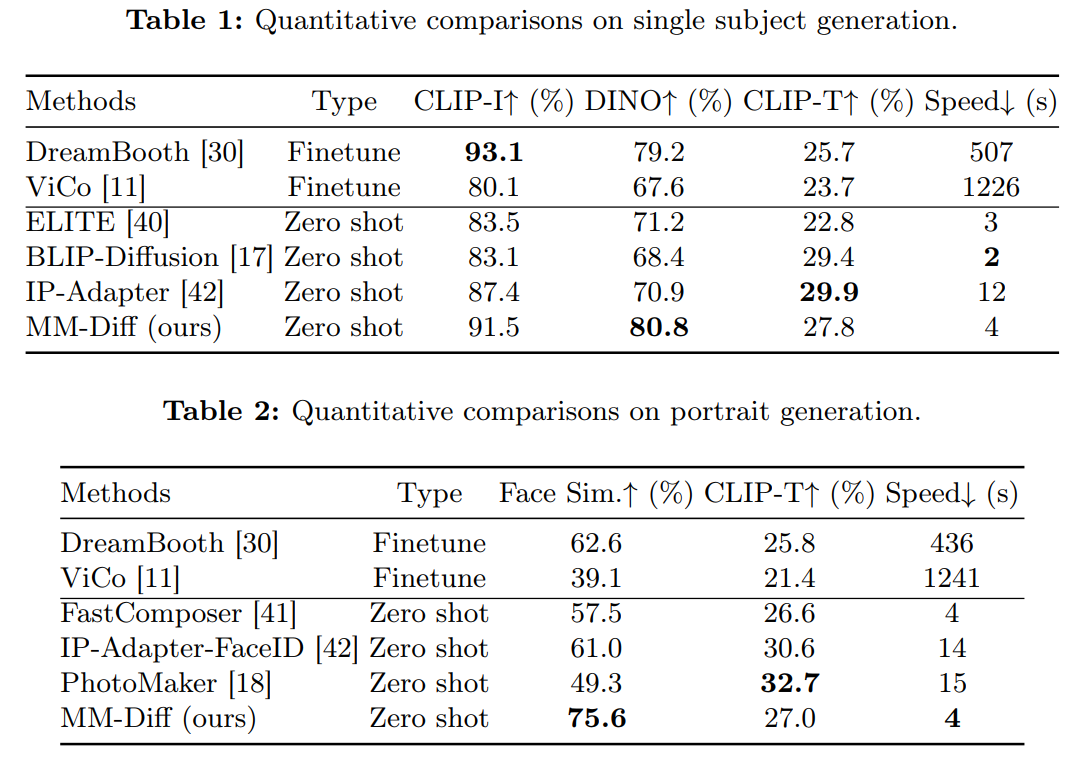 Table 1: Quantitative comparisons on single subject generation.
Methods Type CLIP-I↑ (%) DINO↑ (%) CLIP-T↑ (%) Speed↓ (s)
DreamBooth [30] Finetune 93.1 79.2 25.7 507
ViCo [11] Finetune 80.1 67.6 23.7 1226
ELITE [40] Zero shot 83.5 71.2 22.8 3
BLIP-Diffusion [17] Zero shot 83.1 68.4 29.4 2
IP-Adapter [42] Zero shot 87.4 70.9 29.9 12
MM-Diff (ours) Zero shot 91.5 80.8 27.8 4
Table 2: Quantitative comparisons on portrait generation.
Methods Type Face Sim.↑ (%) CLIP-T↑ (%) Speed↓ (s)
DreamBooth [30] Finetune 62.6 25.8 436
ViCo [11] Finetune 39.1 21.4 1241
FastComposer [41] Zero shot 57.5 26.6 4
IP-Adapter-FaceID [42] Zero shot 61.0 30.6 14
PhotoMaker [18] Zero shot 49.3 32.7 15
MM-Diff (ours) Zero shot 75.6 27.0 4